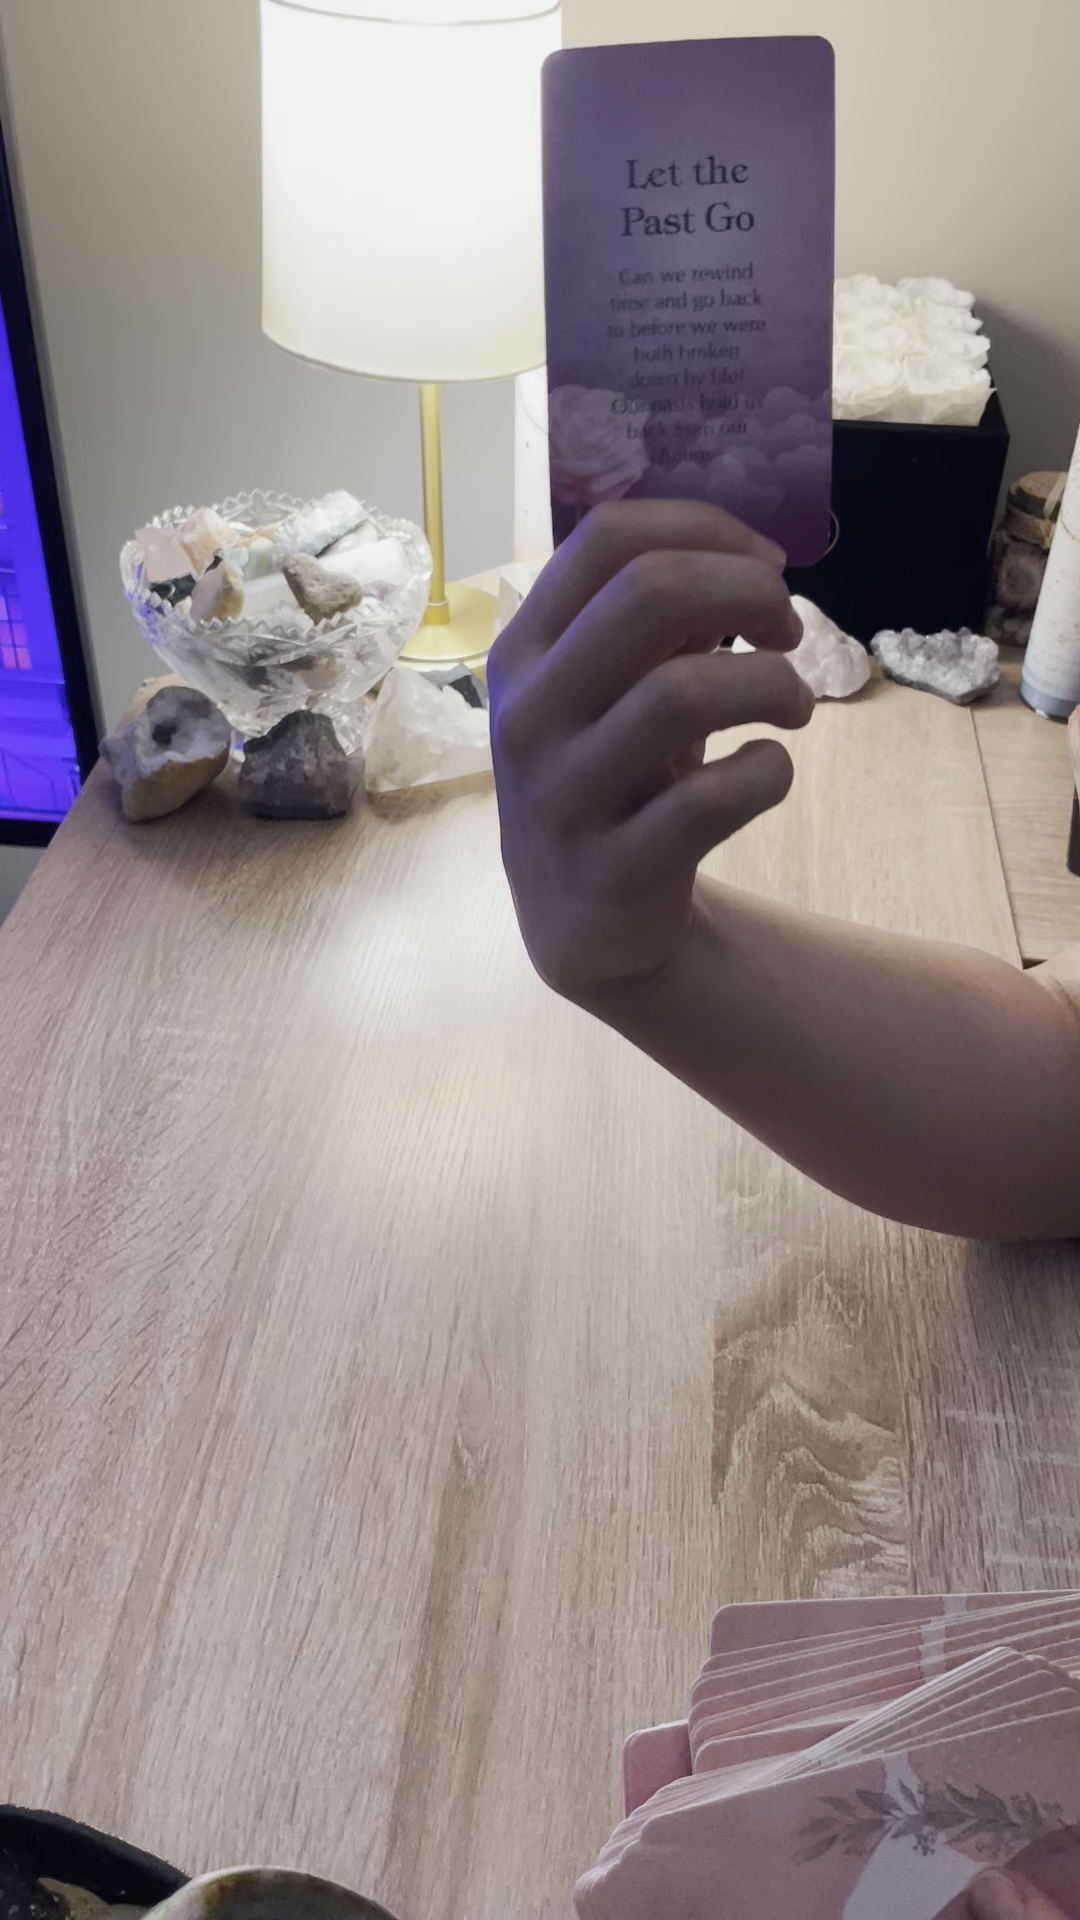 Let the
Past Go
Can we rewind
time and go back
to before we were
both broken
down by life?
Our pasts hold us
back from our
future.